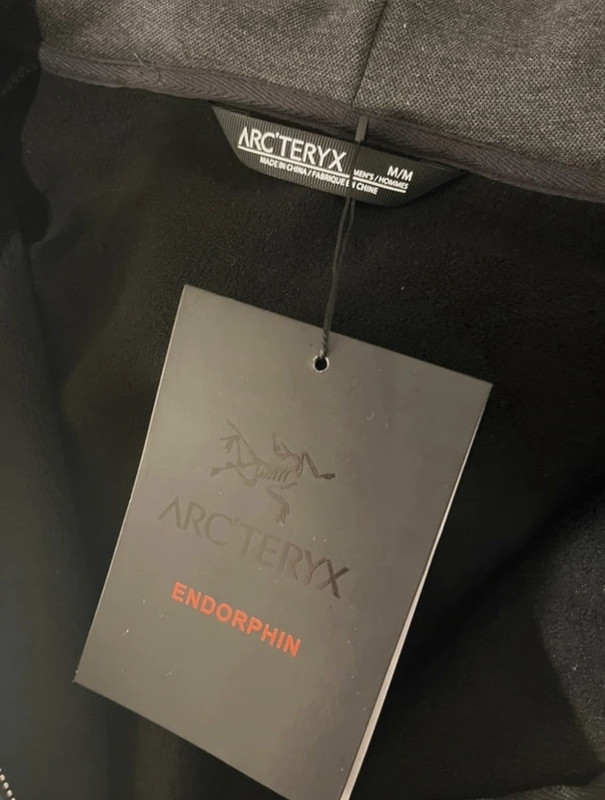 ARC'TERYX
M/M
MADE IN CHINA / FABRIQUÉ EN CHINE
MEN'S / HOMMES
ARC'TERYX
ENDORPHIN